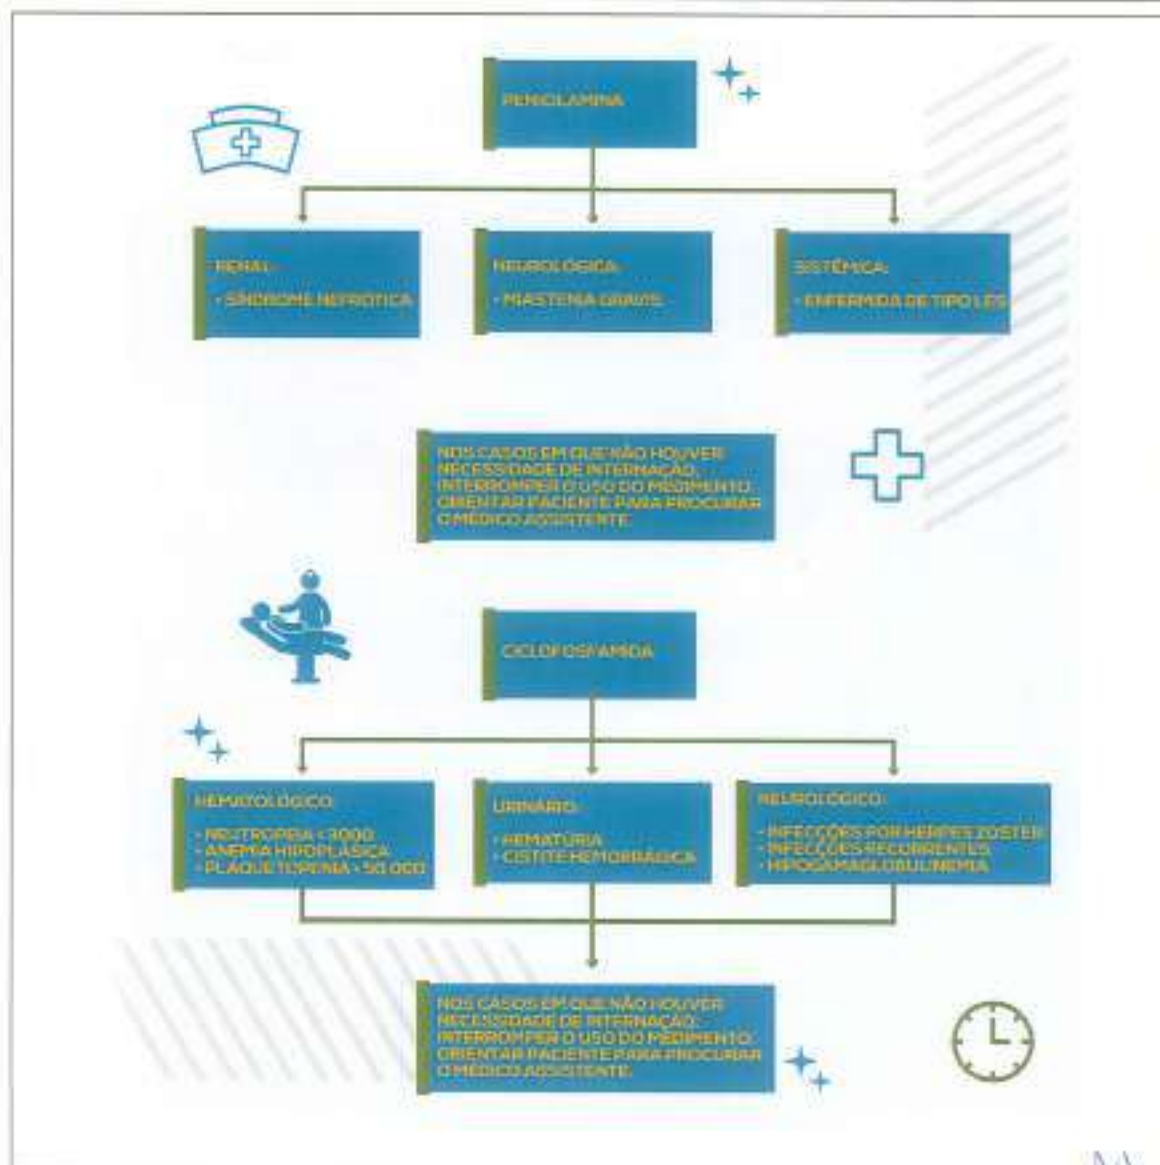 PENICILAMINA
RENAL:
• SÍNDROME NEFRÓTICA
NEUROLÓGICA:
• MIASTENIA GRAVIS
SISTÊMICA:
• ENFERMIDA DE TIPO LES
NOS CASOS EM QUE NÃO HOUVER
NECESSIDADE DE INTERNAÇÃO,
INTERROMPER O USO DO MEDIMENTO.
ORIENTAR PACIENTE PARA PROCURAR
O MÉDICO ASSISTENTE.
CICLOFOSFAMIDA
HEMATOLÓGICO:
• NEUTROPEIA < 3000
• ANEMIA HIPOPLÁSICA
• PLAQUETOPENIA < 50.000
URINÁRIO:
• HEMATÚRIA
• CISTITE HEMORRÁGICA
NEUROLÓGICO:
• INFECÇÕES POR HERPES ZOSTER
• INFECÇÕES RECORRENTES
• HIPOGAMAGLOBULINEMIA
NOS CASOS EM QUE NÃO HOUVER
NECESSIDADE DE INTERNAÇÃO,
INTERROMPER O USO DO MEDIMENTO.
ORIENTAR PACIENTE PARA PROCURAR
O MÉDICO ASSISTENTE.